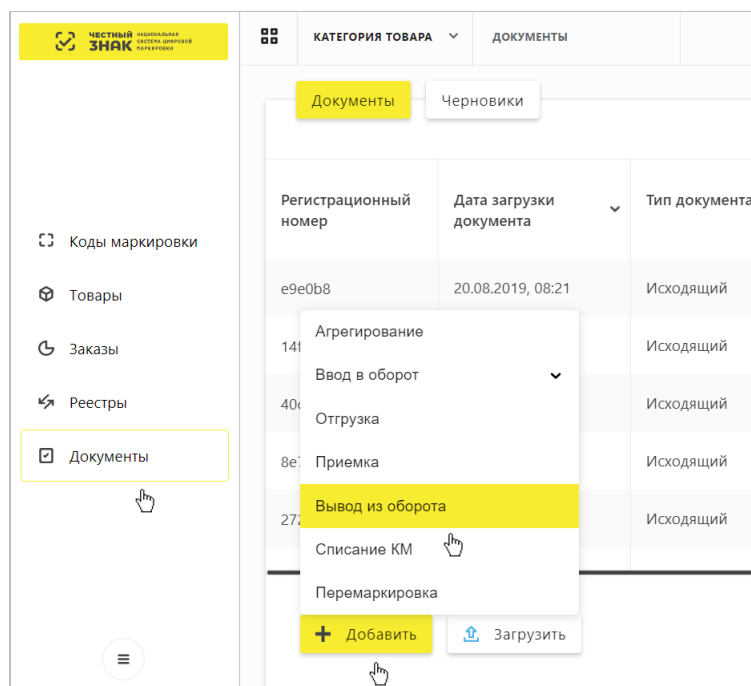 ЧЕСТНЫЙ ЗНАК
НАЦИОНАЛЬНАЯ СИСТЕМА ЦИФРОВОЙ МАРКИРОВКИ
КАТЕГОРИЯ ТОВАРА
ДОКУМЕНТЫ
Документы
Черновики
Коды маркировки
Товары
Заказы
Реестры
Документы
Регистрационный номер
Дата загрузки документа
Тип документа
e9e0b8
20.08.2019, 08:21
Исходящий
Исходящий
Исходящий
Исходящий
Исходящий
Агрегирование
Ввод в оборот
Отгрузка
Приемка
Вывод из оборота
Списание КМ
Перемаркировка
Добавить
Загрузить